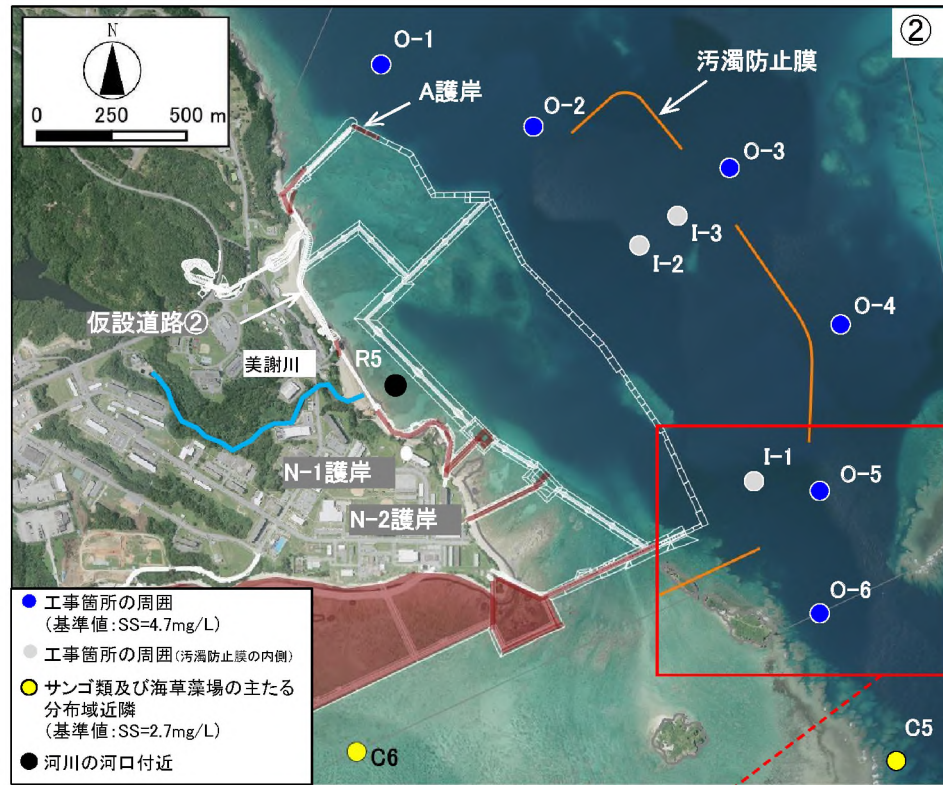 ②
N
0 250 500 m
O-1
A護岸
汚濁防止膜
O-2
O-3
I-3
I-2
O-4
仮設道路②
美謝川
R5
N-1護岸
I-1
O-5
N-2護岸
O-6
C5
C6
工事箇所の周囲
(基準値:SS=4.7mg/L)
工事箇所の周囲(汚濁防止膜の内側)
サンゴ類及び海草藻場の主たる
分布域近隣
(基準値:SS=2.7mg/L)
河川の河口付近